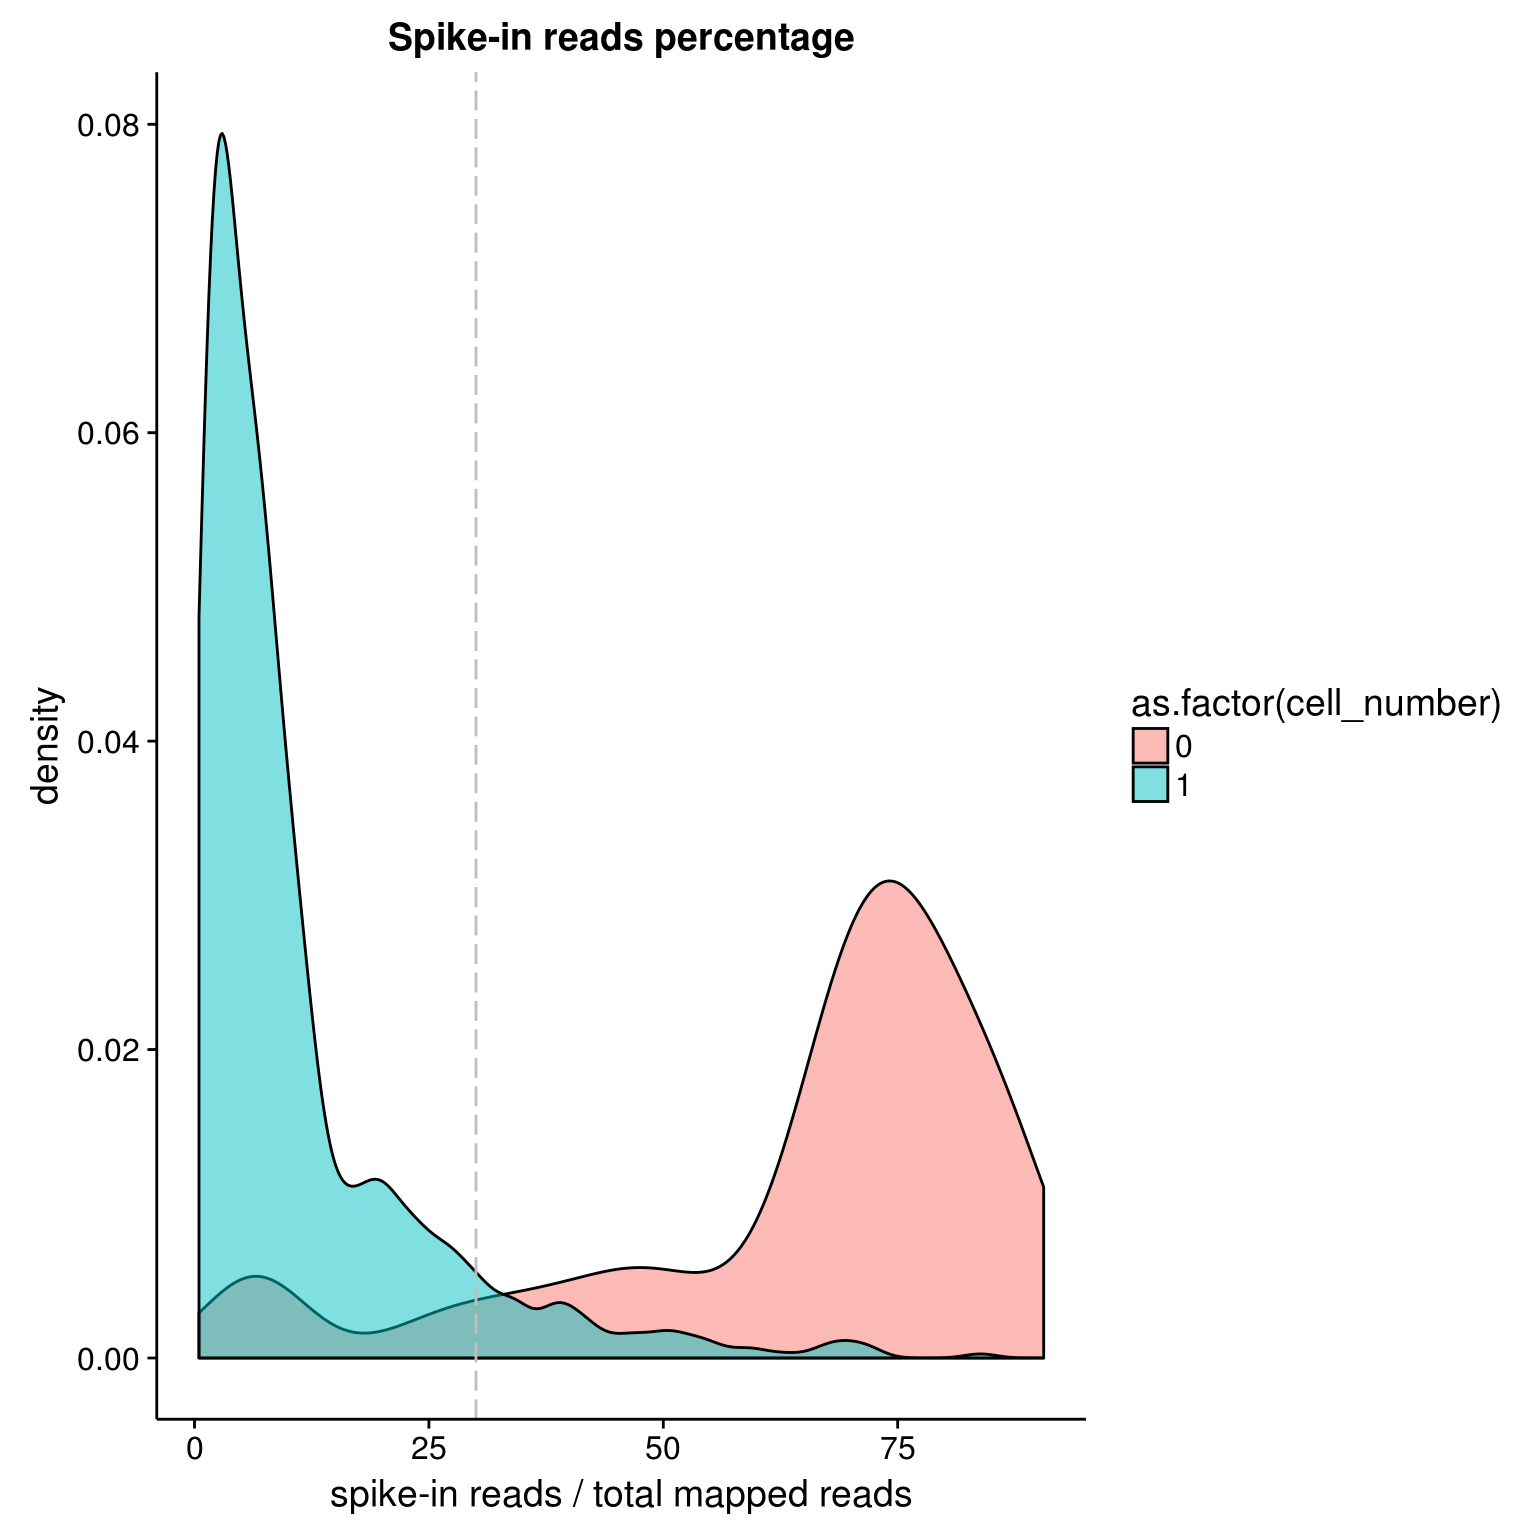 Spike-in reads percentage
0.08
0.06
0.04
0.02
0.00
density
0 25 50 75
spike-in reads / total mapped reads
as.factor(cell_number)
0
1